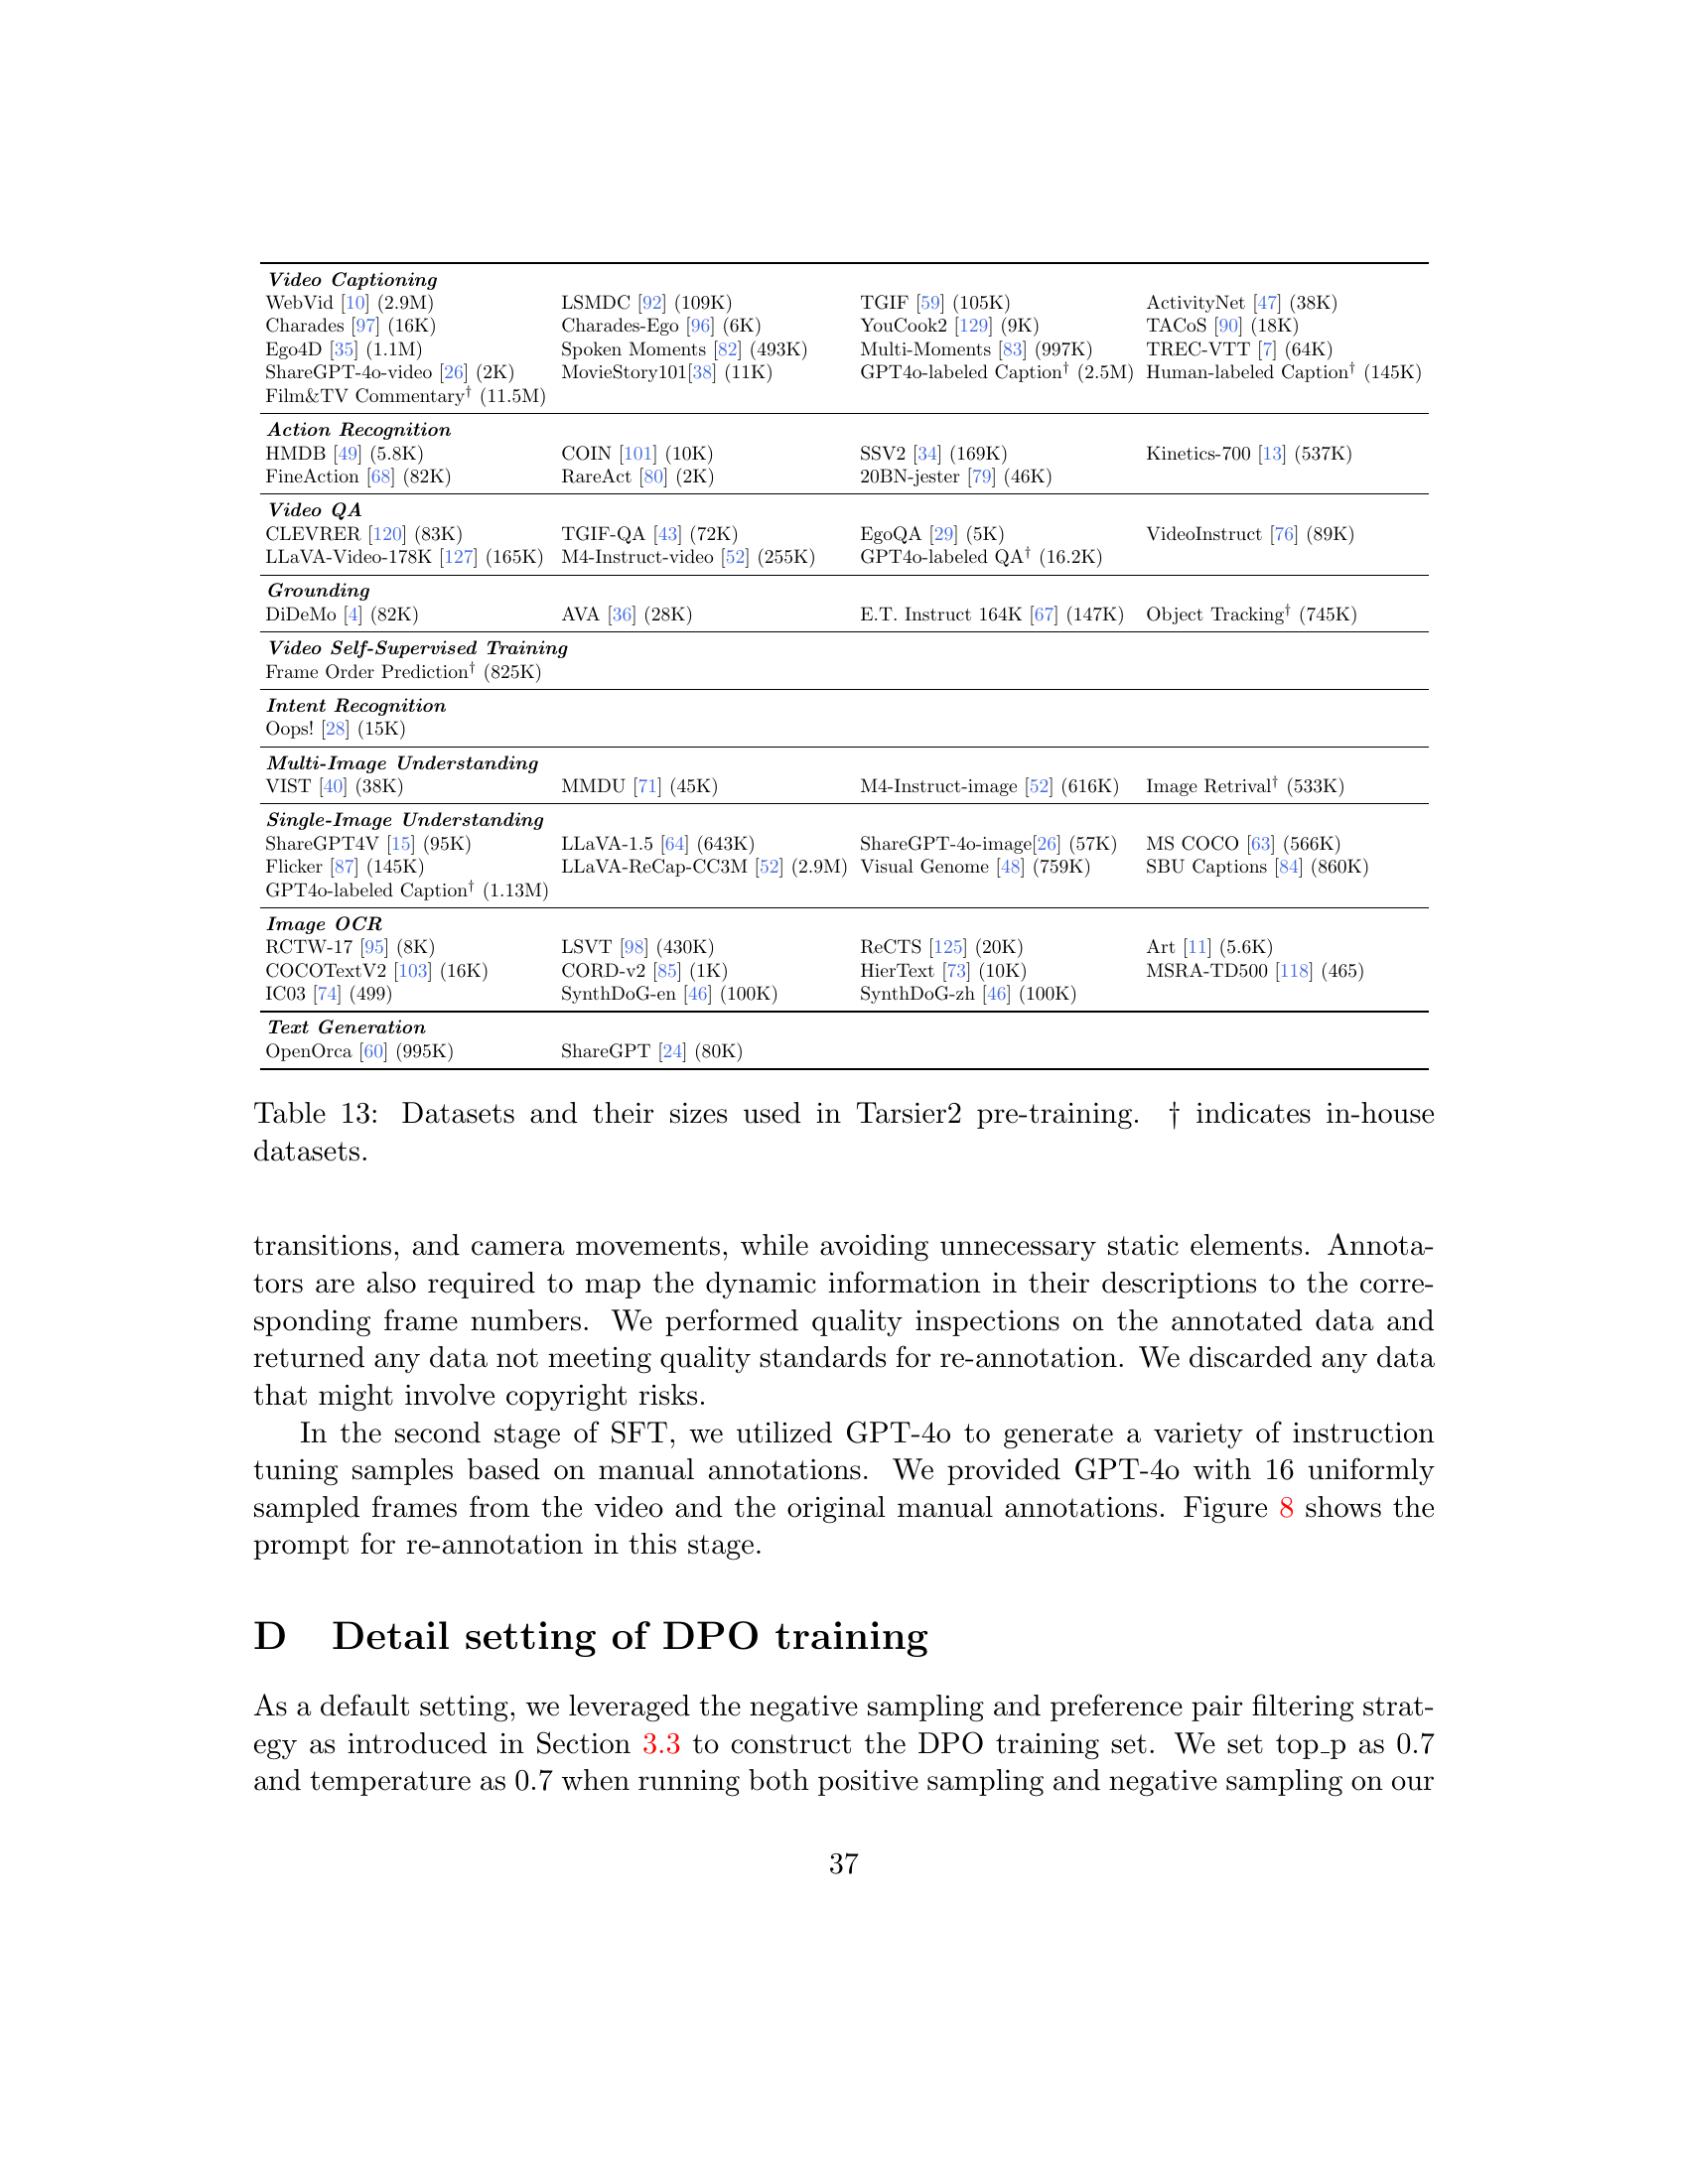 Video Captioning
WebVid [10] (2.9M) LSMDC [92] (109K) TGIF [59] (105K) ActivityNet [47] (38K)
Charades [97] (16K) Charades-Ego [96] (6K) YouCook2 [129] (9K) TACoS [90] (18K)
Ego4D [35] (1.1M) Spoken Moments [82] (493K) Multi-Moments [83] (997K) TREC-VTT [7] (64K)
ShareGPT-4o-video [26] (2K) MovieStory101[38] (11K) GPT4o-labeled Caption† (2.5M) Human-labeled Caption† (145K)
Film&TV Commentary† (11.5M)
Action Recognition
HMDB [49] (5.8K) COIN [101] (10K) SSV2 [34] (169K) Kinetics-700 [13] (537K)
FineAction [68] (82K) RareAct [80] (2K) 20BN-jester [79] (46K)
Video QA
CLEVRER [120] (83K) TGIF-QA [43] (72K) EgoQA [29] (5K) VideoInstruct [76] (89K)
LLaVA-Video-178K [127] (165K) M4-Instruct-video [52] (255K) GPT4o-labeled QA† (16.2K)
Grounding
DiDeMo [4] (82K) AVA [36] (28K) E.T. Instruct 164K [67] (147K) Object Tracking† (745K)
Video Self-Supervised Training
Frame Order Prediction† (825K)
Intent Recognition
Oops! [28] (15K)
Multi-Image Understanding
VIST [40] (38K) MMDU [71] (45K) M4-Instruct-image [52] (616K) Image Retrival† (533K)
Single-Image Understanding
ShareGPT4V [15] (95K) LLaVA-1.5 [64] (643K) ShareGPT-4o-image[26] (57K) MS COCO [63] (566K)
Flicker [87] (145K) LLaVA-ReCap-CC3M [52] (2.9M) Visual Genome [48] (759K) SBU Captions [84] (860K)
GPT4o-labeled Caption† (1.13M)
Image OCR
RCTW-17 [95] (8K) LSVT [98] (430K) ReCTS [125] (20K) Art [11] (5.6K)
COCOTextV2 [103] (16K) CORD-v2 [85] (1K) HierText [73] (10K) MSRA-TD500 [118] (465)
IC03 [74] (499) SynthDoG-en [46] (100K) SynthDoG-zh [46] (100K)
Text Generation
OpenOrca [60] (995K) ShareGPT [24] (80K)
Table 13: Datasets and their sizes used in Tarsier2 pre-training. † indicates in-house
datasets.
transitions, and camera movements, while avoiding unnecessary static elements. Annota-
tors are also required to map the dynamic information in their descriptions to the corre-
sponding frame numbers. We performed quality inspections on the annotated data and
returned any data not meeting quality standards for re-annotation. We discarded any data
that might involve copyright risks.
In the second stage of SFT, we utilized GPT-4o to generate a variety of instruction
tuning samples based on manual annotations. We provided GPT-4o with 16 uniformly
sampled frames from the video and the original manual annotations. Figure 8 shows the
prompt for re-annotation in this stage.
D Detail setting of DPO training
As a default setting, we leveraged the negative sampling and preference pair filtering strat-
egy as introduced in Section 3.3 to construct the DPO training set. We set top_p as 0.7
and temperature as 0.7 when running both positive sampling and negative sampling on our
37